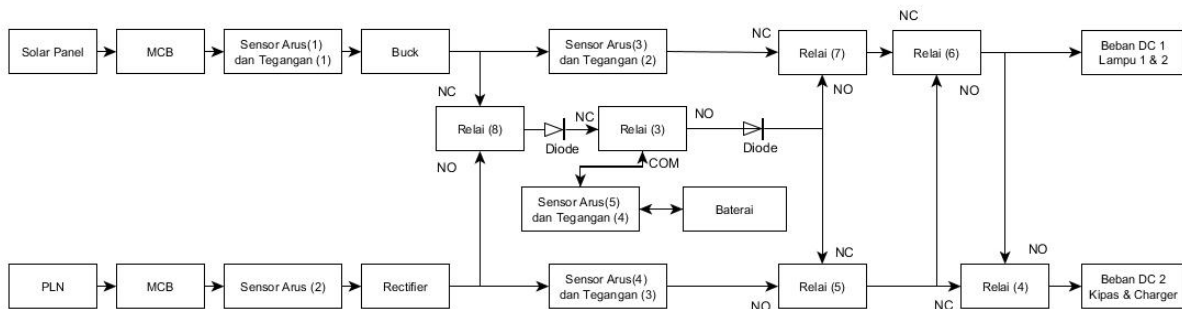 NC
Solar Panel
MCB
Sensor Arus(1)
dan Tegangan (1)
Buck
Sensor Arus(3)
dan Tegangan (2)
NC
Relai (7)
Relai (6)
Beban DC 1
Lampu 1 & 2
NC
NO
NO
Relai (8)
Diode
NC
Relai (3)
NO
Diode
NO
COM
Sensor Arus(5)
dan Tegangan (4)
Baterai
NC
NO
PLN
MCB
Sensor Arus (2)
Rectifier
Sensor Arus(4)
dan Tegangan (3)
NO
Relai (5)
NC
Relai (4)
Beban DC 2
Kipas & Charger